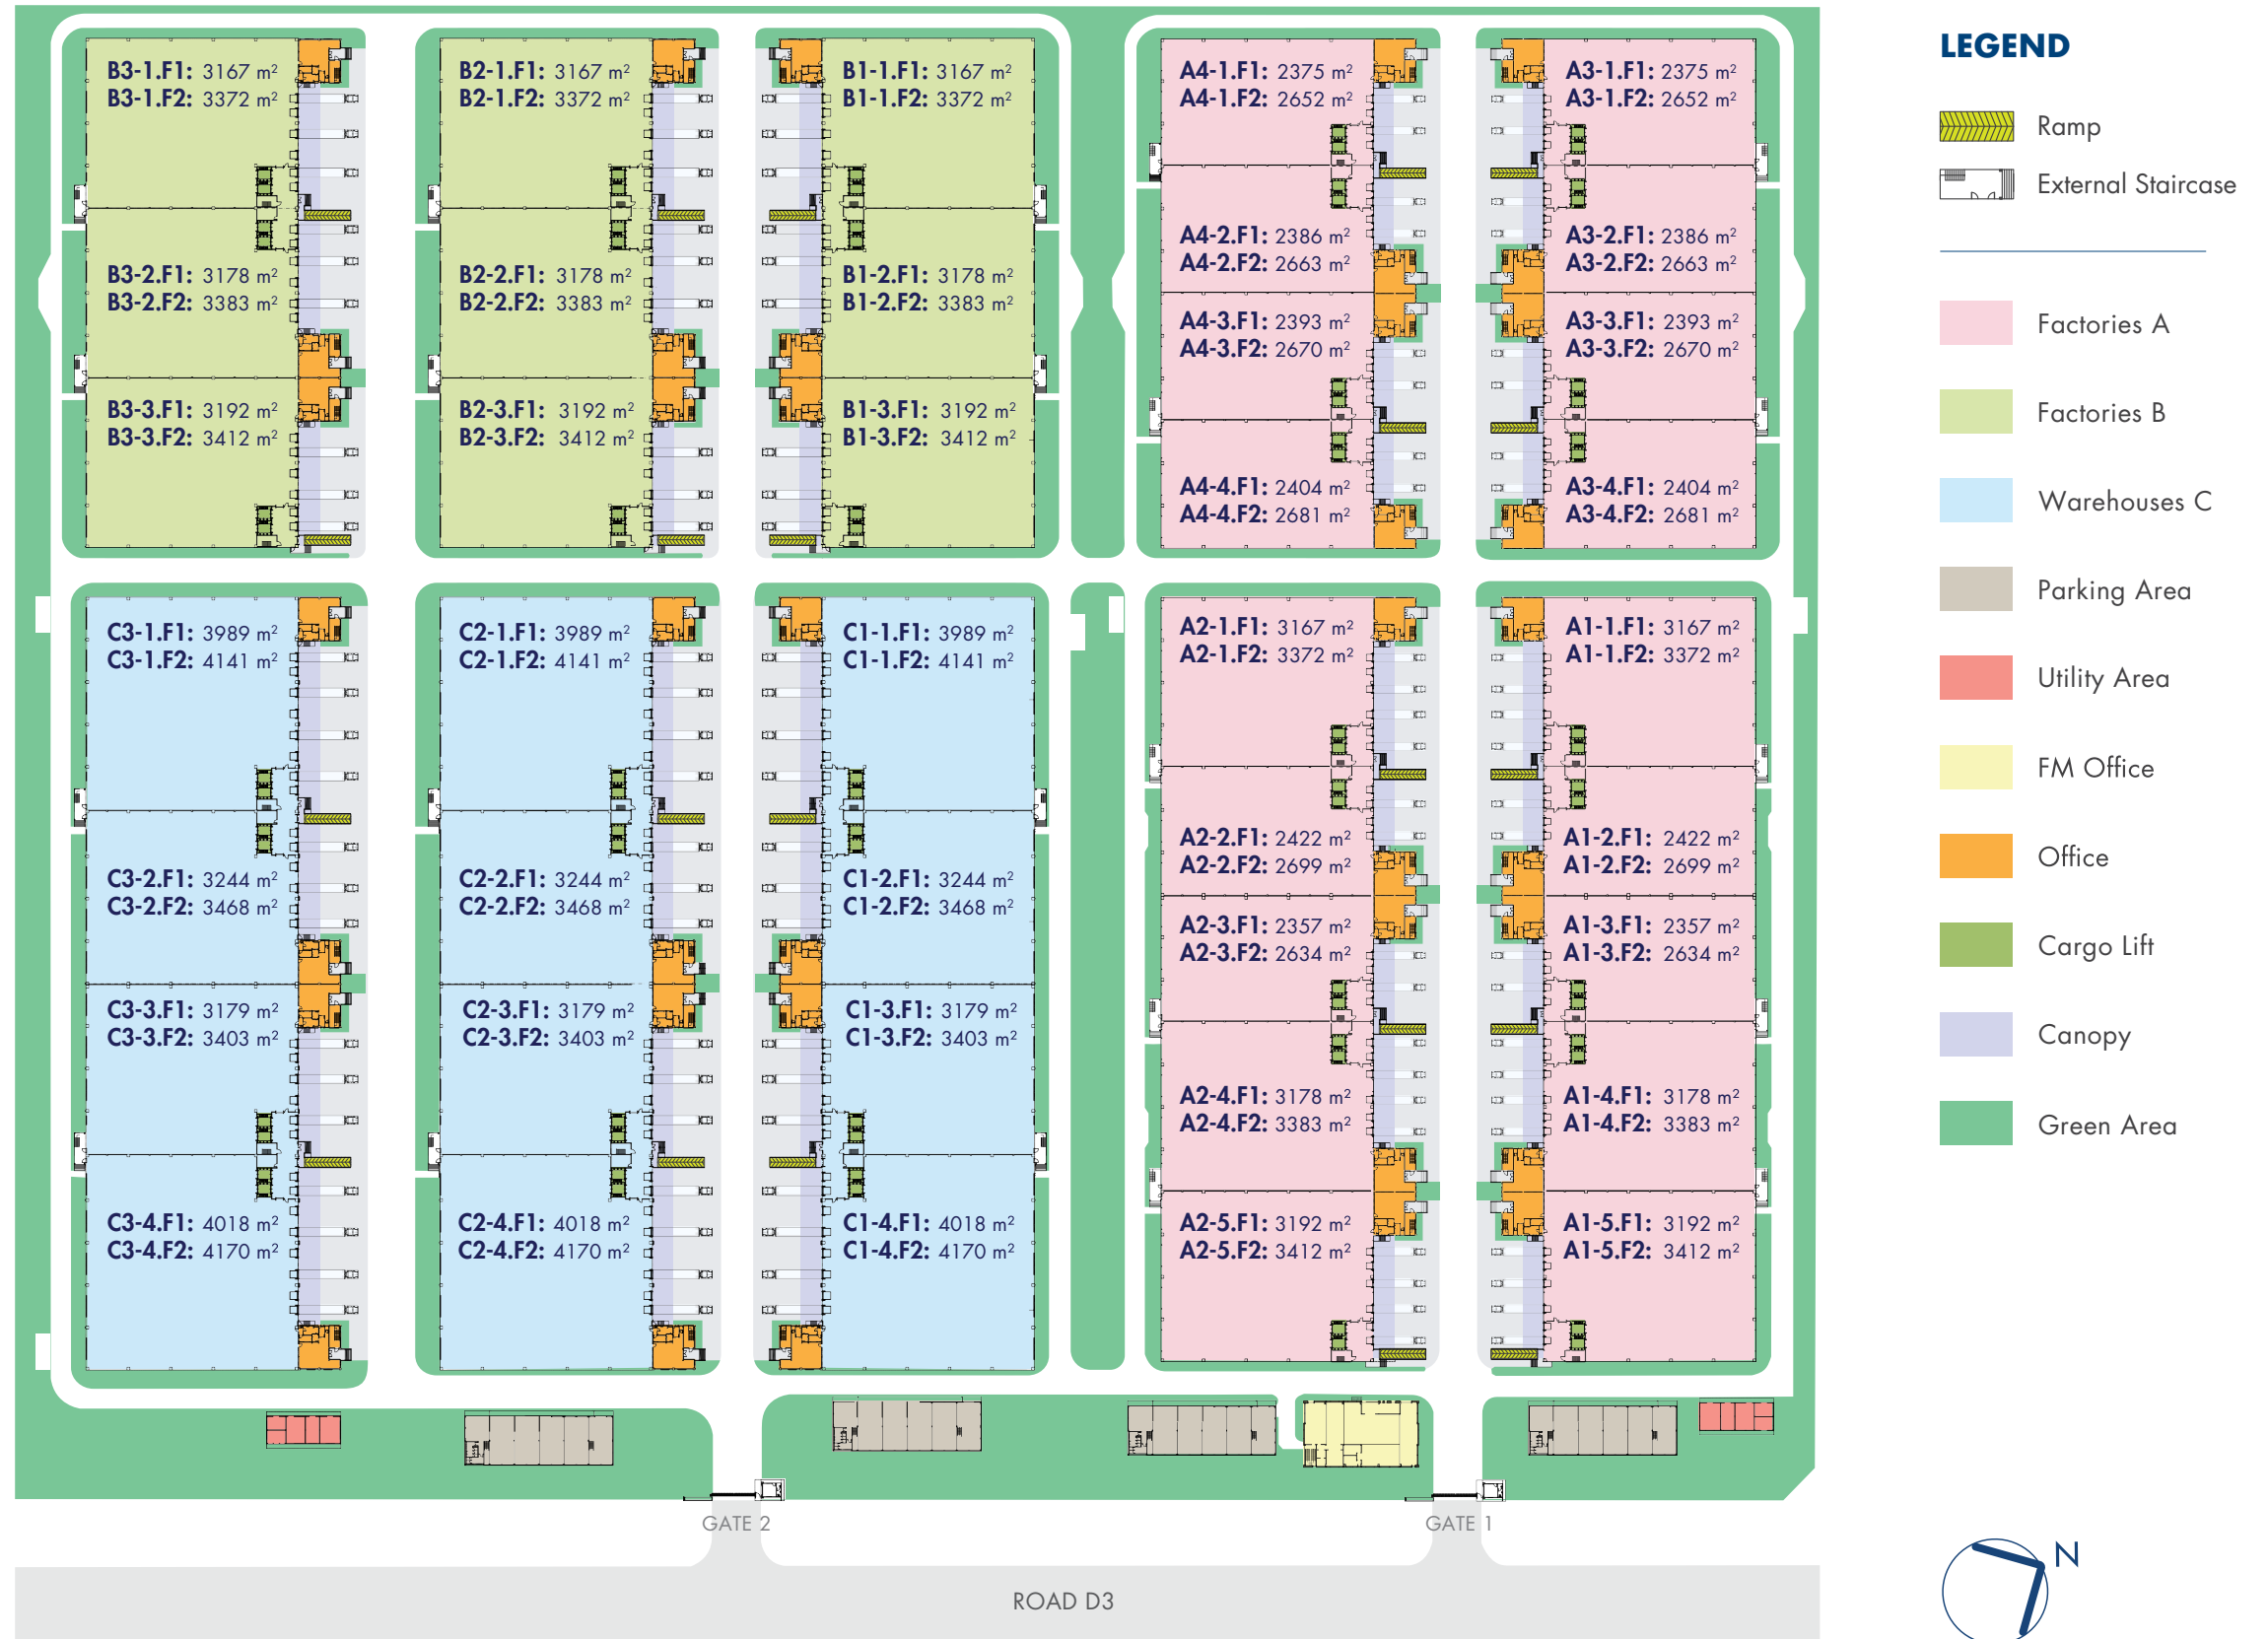 B3-1.F1: 3167 m²
B3-1.F2: 3372 m²
B2-1.F1: 3167 m²
B2-1.F2: 3372 m²
B1-1.F1: 3167 m²
B1-1.F2: 3372 m²
A4-1.F1: 2375 m²
A4-1.F2: 2652 m²
A3-1.F1: 2375 m²
A3-1.F2: 2652 m²
B3-2.F1: 3178 m²
B3-2.F2: 3383 m²
B2-2.F1: 3178 m²
B2-2.F2: 3383 m²
B1-2.F1: 3178 m²
B1-2.F2: 3383 m²
A4-2.F1: 2386 m²
A4-2.F2: 2663 m²
A3-2.F1: 2386 m²
A3-2.F2: 2663 m²
A4-3.F1: 2393 m²
A4-3.F2: 2670 m²
A3-3.F1: 2393 m²
A3-3.F2: 2670 m²
B3-3.F1: 3192 m²
B3-3.F2: 3412 m²
B2-3.F1: 3192 m²
B2-3.F2: 3412 m²
B1-3.F1: 3192 m²
B1-3.F2: 3412 m²
A4-4.F1: 2404 m²
A4-4.F2: 2681 m²
A3-4.F1: 2404 m²
A3-4.F2: 2681 m²
C3-1.F1: 3989 m²
C3-1.F2: 4141 m²
C2-1.F1: 3989 m²
C2-1.F2: 4141 m²
C1-1.F1: 3989 m²
C1-1.F2: 4141 m²
A2-1.F1: 3167 m²
A2-1.F2: 3372 m²
A1-1.F1: 3167 m²
A1-1.F2: 3372 m²
C3-2.F1: 3244 m²
C3-2.F2: 3468 m²
C2-2.F1: 3244 m²
C2-2.F2: 3468 m²
C1-2.F1: 3244 m²
C1-2.F2: 3468 m²
A2-2.F1: 2422 m²
A2-2.F2: 2699 m²
A1-2.F1: 2422 m²
A1-2.F2: 2699 m²
A2-3.F1: 2357 m²
A2-3.F2: 2634 m²
A1-3.F1: 2357 m²
A1-3.F2: 2634 m²
C3-3.F1: 3179 m²
C3-3.F2: 3403 m²
C2-3.F1: 3179 m²
C2-3.F2: 3403 m²
C1-3.F1: 3179 m²
C1-3.F2: 3403 m²
A2-4.F1: 3178 m²
A2-4.F2: 3383 m²
A1-4.F1: 3178 m²
A1-4.F2: 3383 m²
C3-4.F1: 4018 m²
C3-4.F2: 4170 m²
C2-4.F1: 4018 m²
C2-4.F2: 4170 m²
C1-4.F1: 4018 m²
C1-4.F2: 4170 m²
A2-5.F1: 3192 m²
A2-5.F2: 3412 m²
A1-5.F1: 3192 m²
A1-5.F2: 3412 m²
GATE 2
GATE 1
ROAD D3
LEGEND
Ramp
External Staircase
Factories A
Factories B
Warehouses C
Parking Area
Utility Area
FM Office
Office
Cargo Lift
Canopy
Green Area
N